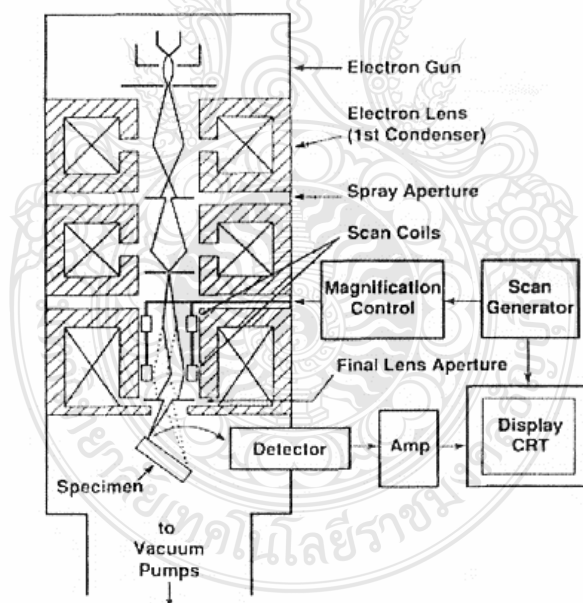 Electron Gun
Electron Lens
(1st Condenser)
Spray Aperture
Scan Coils
Magnification
Control
Scan
Generator
Final Lens Aperture
Detector
Amp
Display
CRT
Specimen
to
Vacuum
Pumps